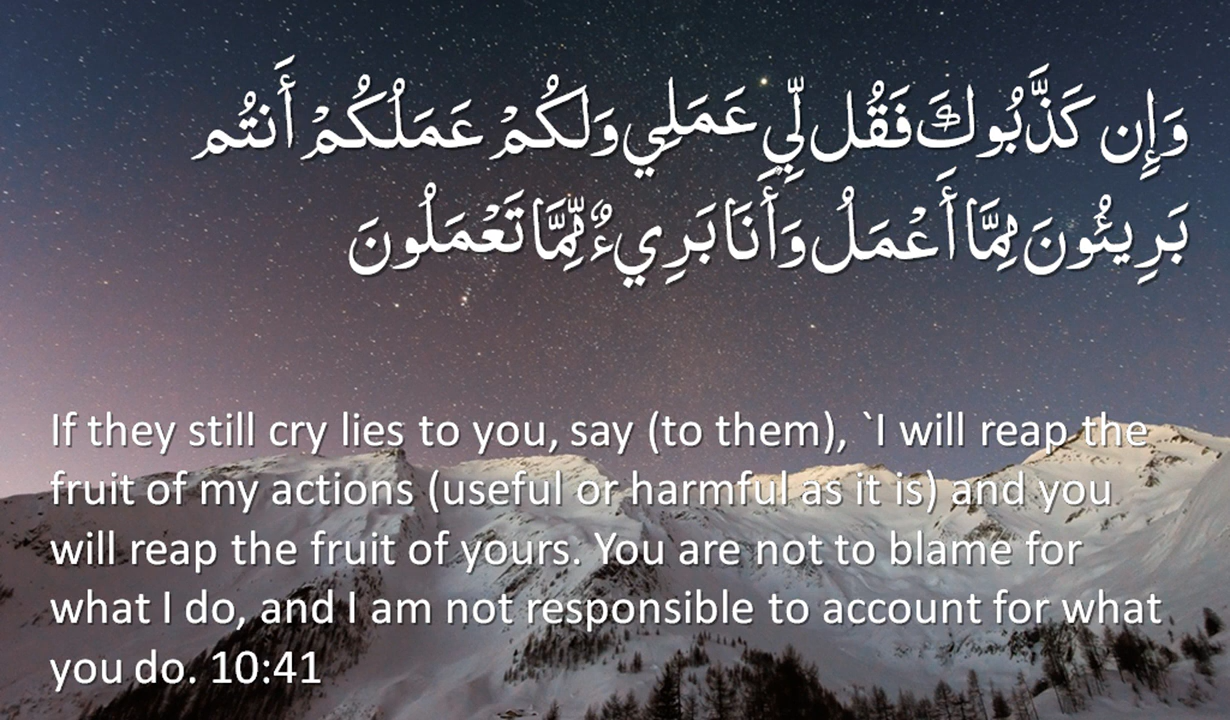 وَإِن كَذَّبُوكَ فَقُل لِّي عَمَلِي وَلَكُمْ عَمَلُكُمْ أَنتُم
بَرِيئُونَ مِمَّا أَعْمَلُ وَأَنَا بَرِيءٌ مِّمَّا تَعْمَلُونَ
If they still cry lies to you, say (to them), `I will reap the
fruit of my actions (useful or harmful as it is) and you
will reap the fruit of yours. You are not to blame for
what I do, and I am not responsible to account for what
you do. 10:41